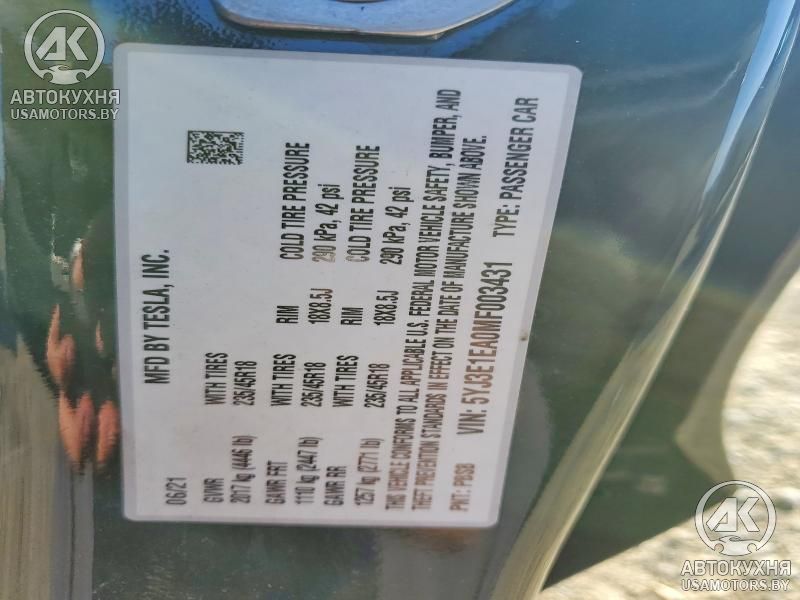 АВТОКУХНЯ
USAMOTORS.BY
MFD BY TESLA, INC.
06/21
GVWR
2017 kg (4446 lb)
WITH TIRES
235/45R18
RIM
18X8.5J
COLD TIRE PRESSURE
290 kPa, 42 psi
GAWR FRT
1110 kg (2447 lb)
WITH TIRES
235/45R18
RIM
18X8.5J
COLD TIRE PRESSURE
290 kPa, 42 psi
GAWR RR
1257 kg (2771 lb)
WITH TIRES
235/45R18
THIS VEHICLE CONFORMS TO ALL APPLICABLE U.S. FEDERAL MOTOR VEHICLE SAFETY, BUMPER, AND
THEFT PREVENTION STANDARDS IN EFFECT ON THE DATE OF MANUFACTURE SHOWN ABOVE.
PNT: PBSB VIN: 5YJ3E1EA0MF003431 TYPE: PASSENGER CAR
АВТОКУХНЯ
USAMOTORS.BY